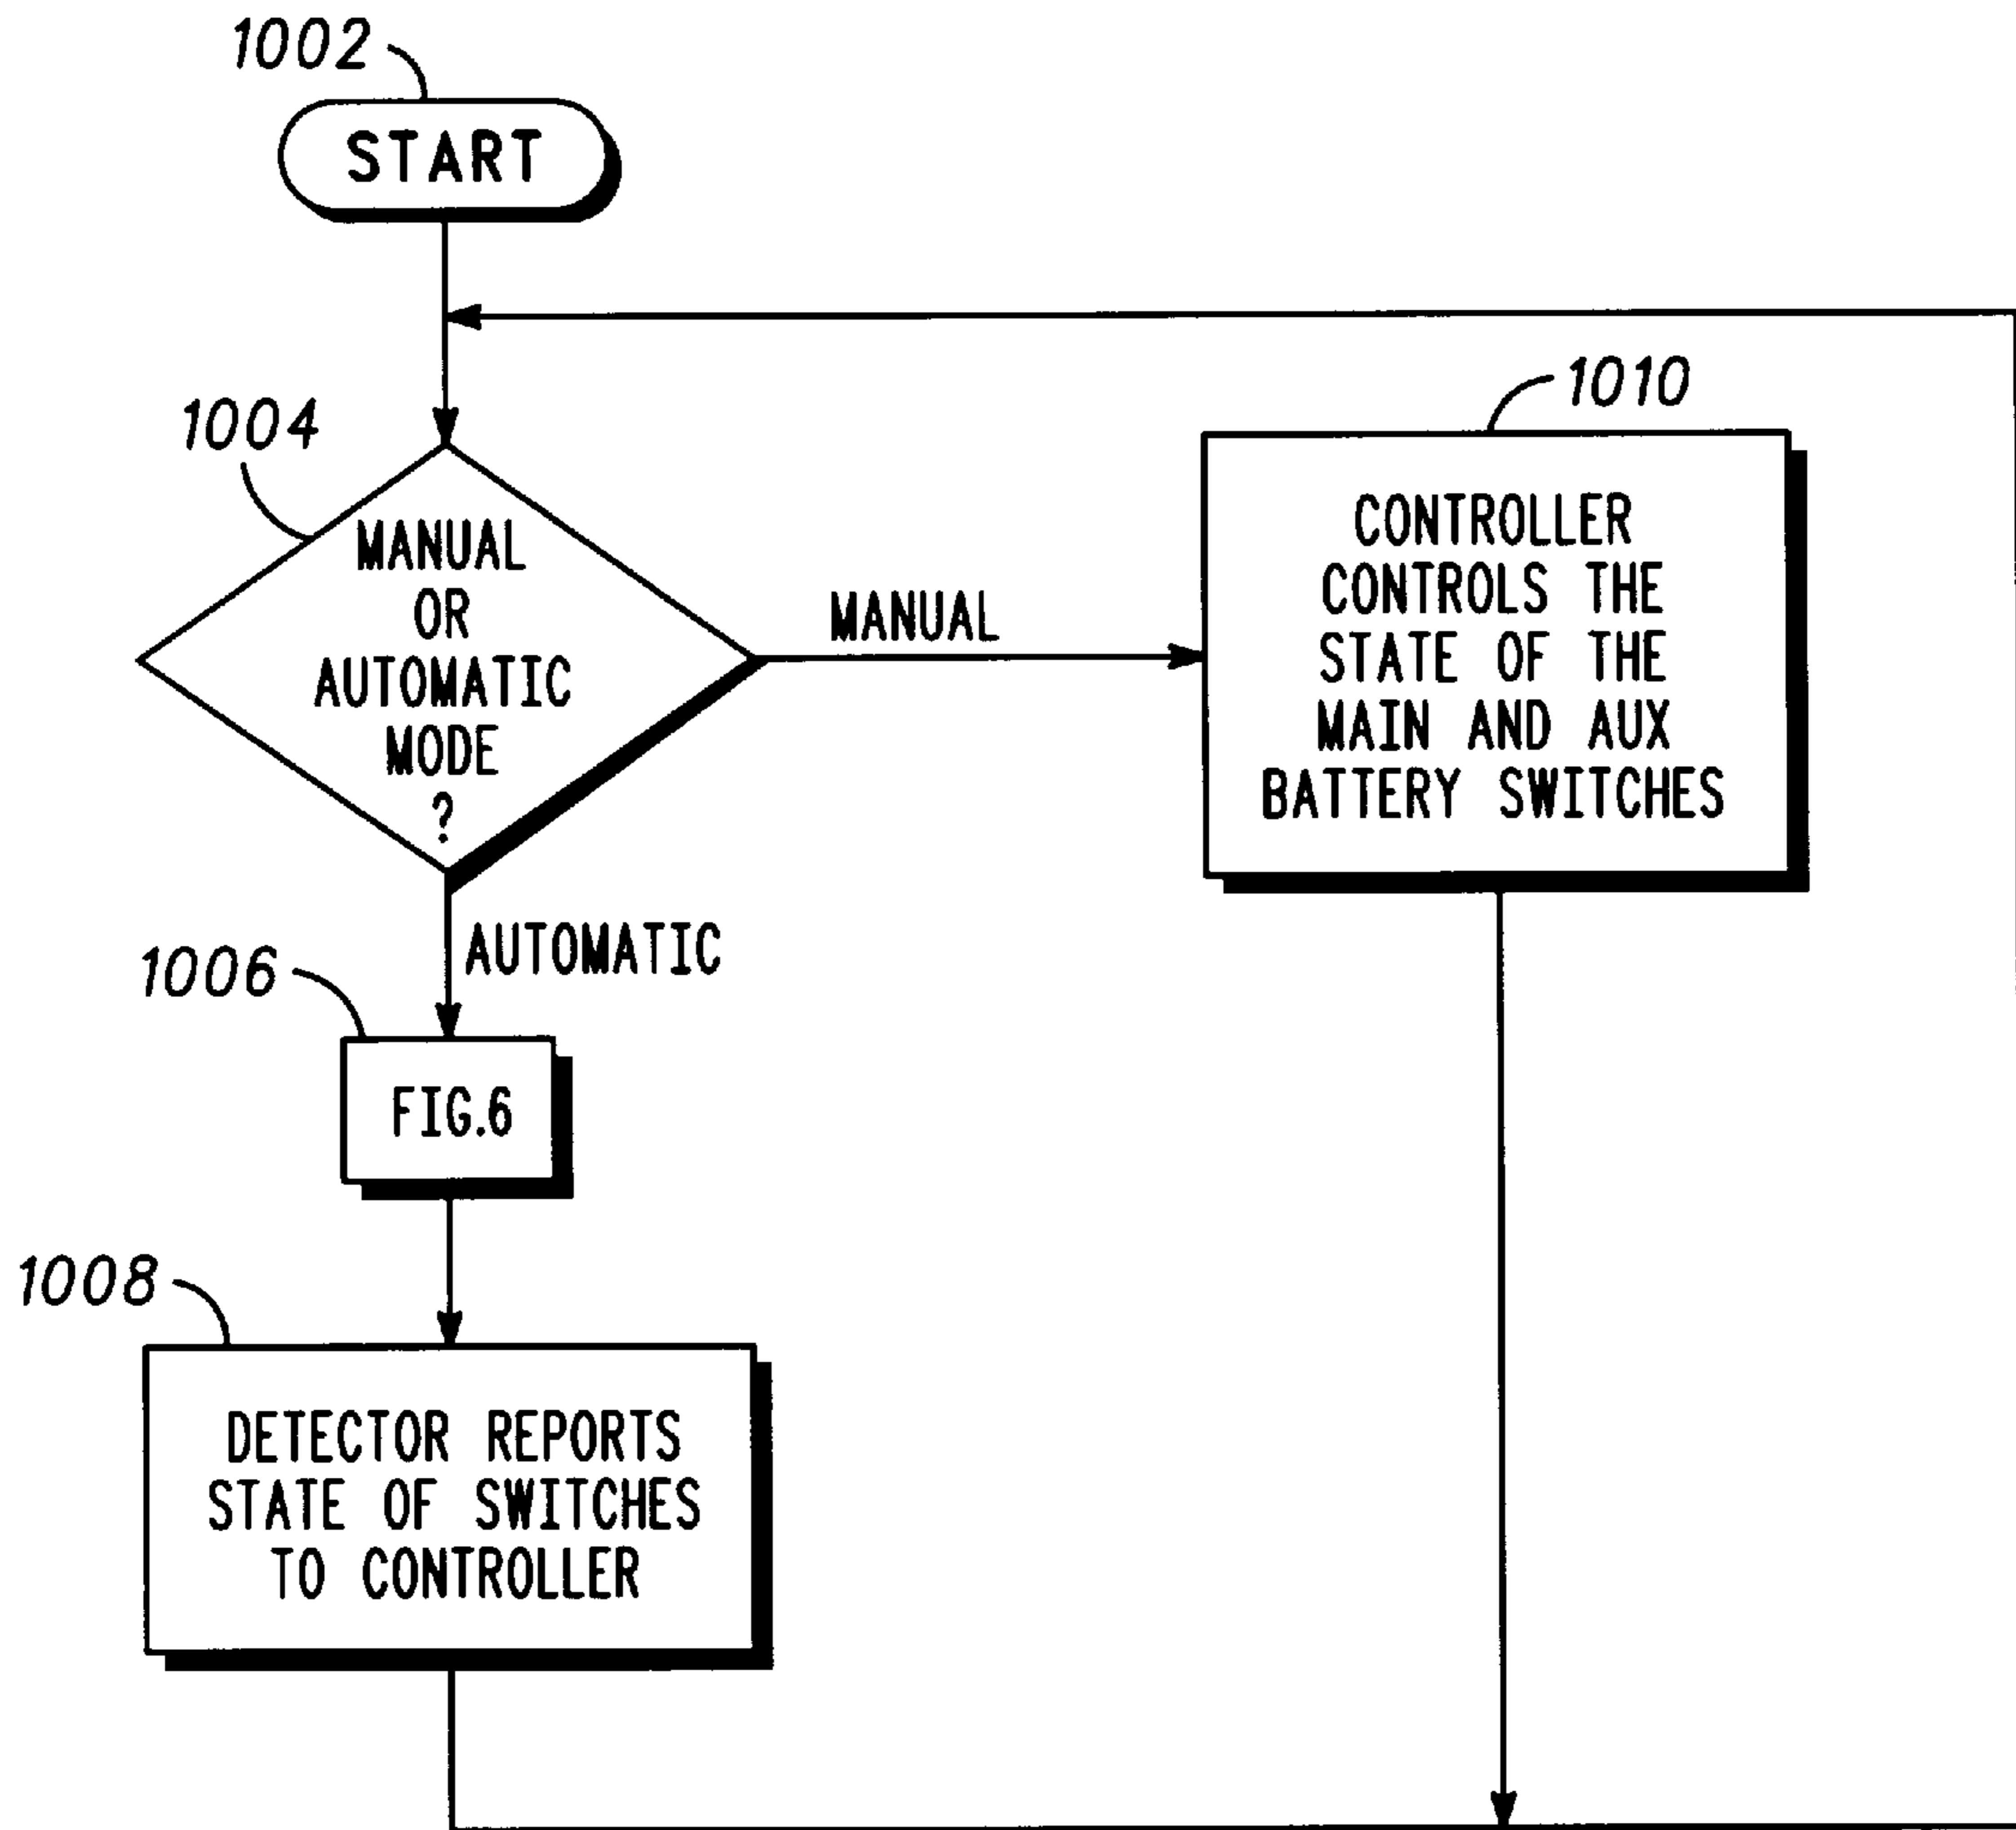 1002
START
1004
MANUAL
OR
AUTOMATIC
MODE
?
MANUAL
1010
CONTROLLER
CONTROLS THE
STATE OF THE
MAIN AND AUX
BATTERY SWITCHES
AUTOMATIC
1006
FIG.6
1008
DETECTOR REPORTS
STATE OF SWITCHES
TO CONTROLLER